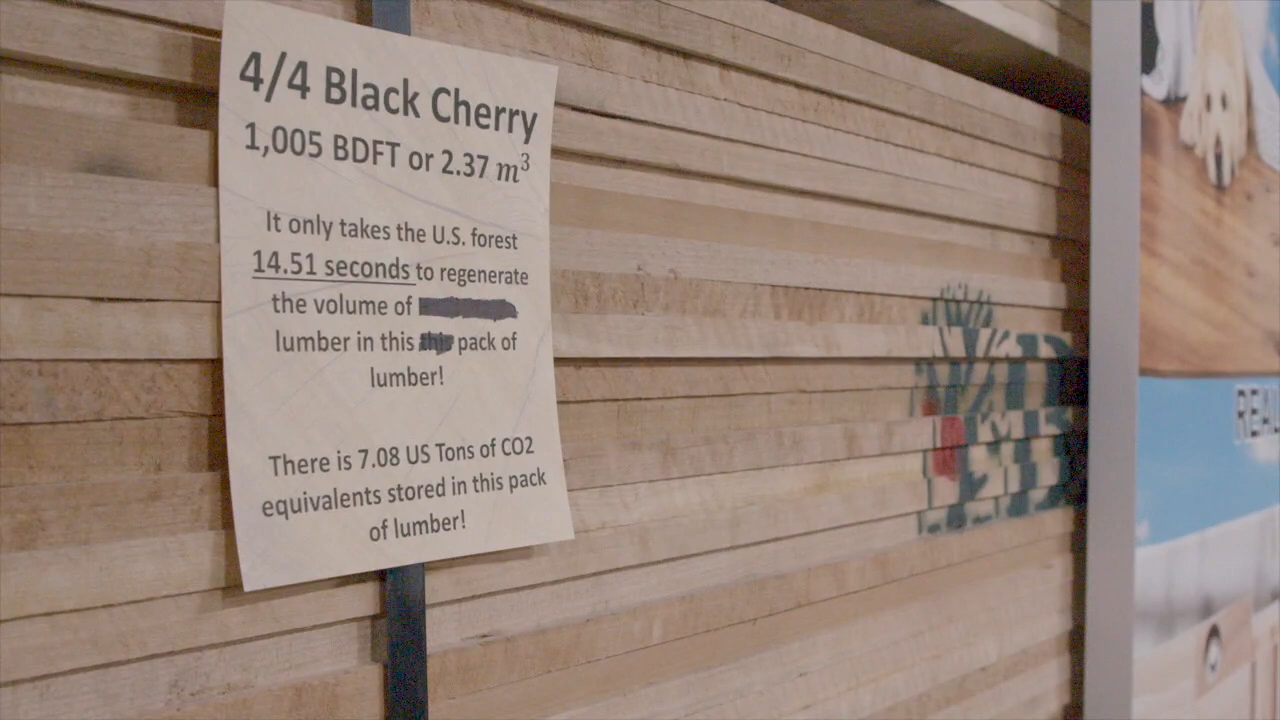 4/4 Black Cherry
1,005 BDFT or 2.37 m³
It only takes the U.S. forest
14.51 seconds to regenerate
the volume of
lumber in this this pack of
lumber!
There is 7.08 US Tons of CO2
equivalents stored in this pack
of lumber!
REAL